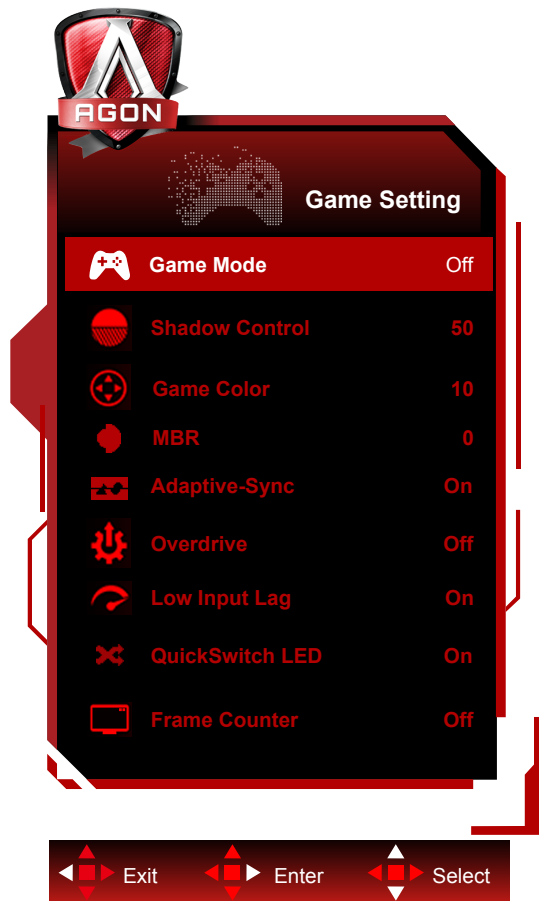 AGON
Game Setting
Game Mode Off
Shadow Control 50
Game Color 10
MBR 0
Adaptive-Sync On
Overdrive Off
Low Input Lag On
QuickSwitch LED On
Frame Counter Off
Exit Enter Select